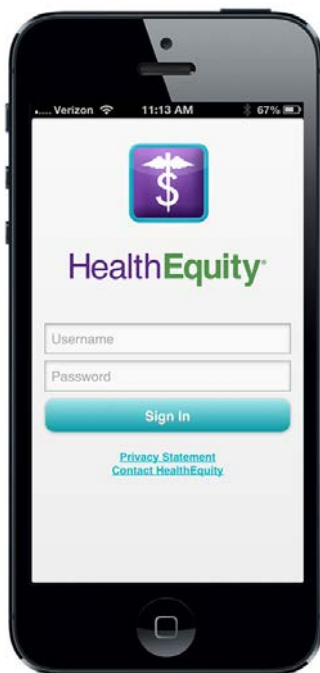 Verizon 11:13 AM 67%
$
HealthEquity®
Username
Password
Sign In
Privacy Statement
Contact HealthEquity